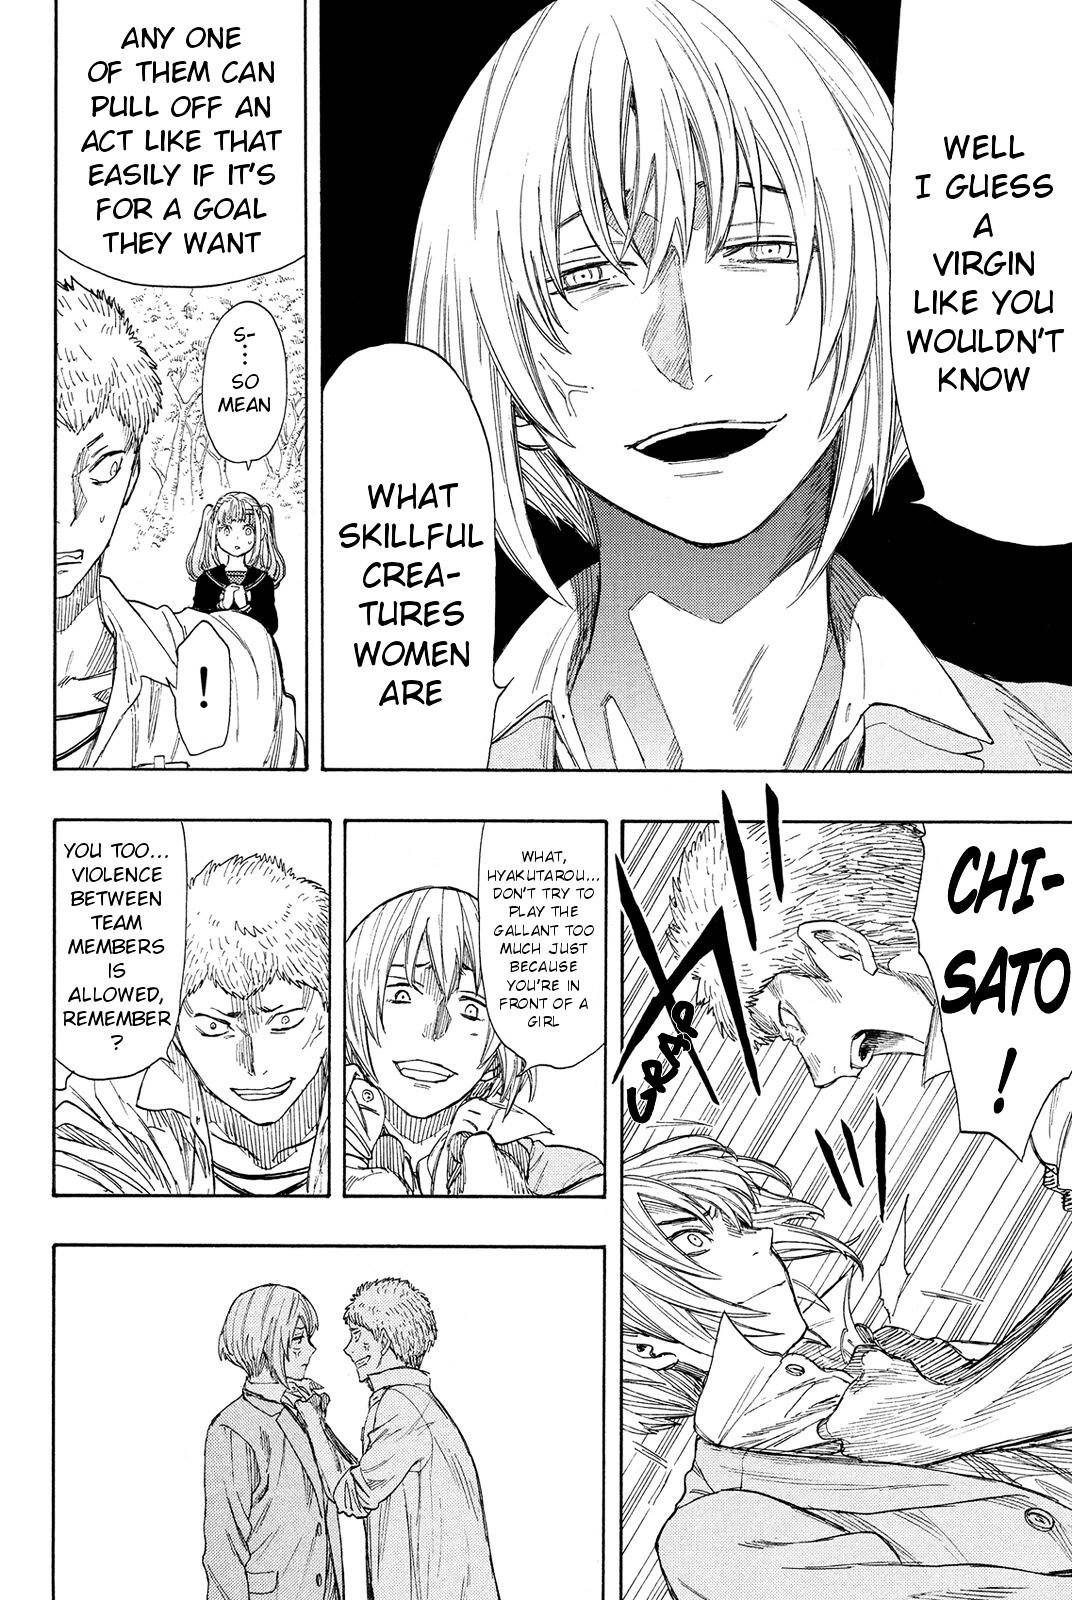 WELL
I GUESS
A
VIRGIN
LIKE YOU
WOULDN'T
KNOW
WHAT
SKILLFUL
CREA-
TURES
WOMEN
ARE
ANY ONE
OF THEM CAN
PULL OFF AN
ACT LIKE THAT
EASILY IF IT'S
FOR A GOAL
THEY WANT
S-
...
SO
MEAN
!
CHI-
SATO
!
GRAP
WHAT,
HYAKUTAROU...
DON'T TRY TO
PLAY THE
GALLANT TOO
MUCH JUST
BECAUSE
YOU'RE IN
FRONT OF A
GIRL
YOU TOO...
VIOLENCE
BETWEEN
TEAM
MEMBERS
IS
ALLOWED,
REMEMBER
?